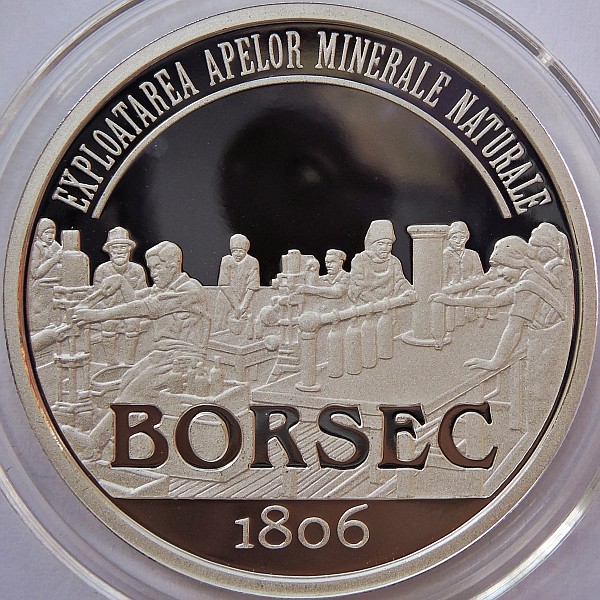 EXPLOATAREA APELOR MINERALE NATURALE
BORSEC
1806